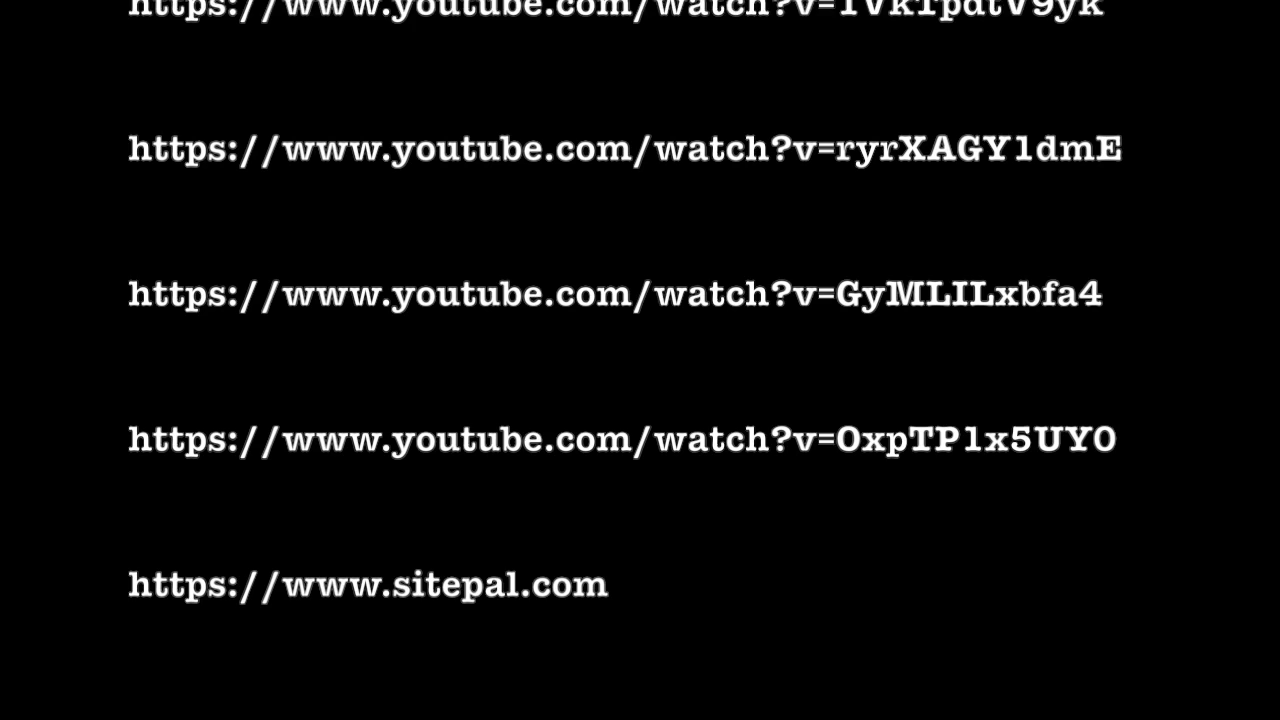 https://www.youtube.com/watch?v=ryrXAGY1dmE
https://www.youtube.com/watch?v=GyMLILxbfa4
https://www.youtube.com/watch?v=OxpTP1x5UY0
https://www.sitepal.com